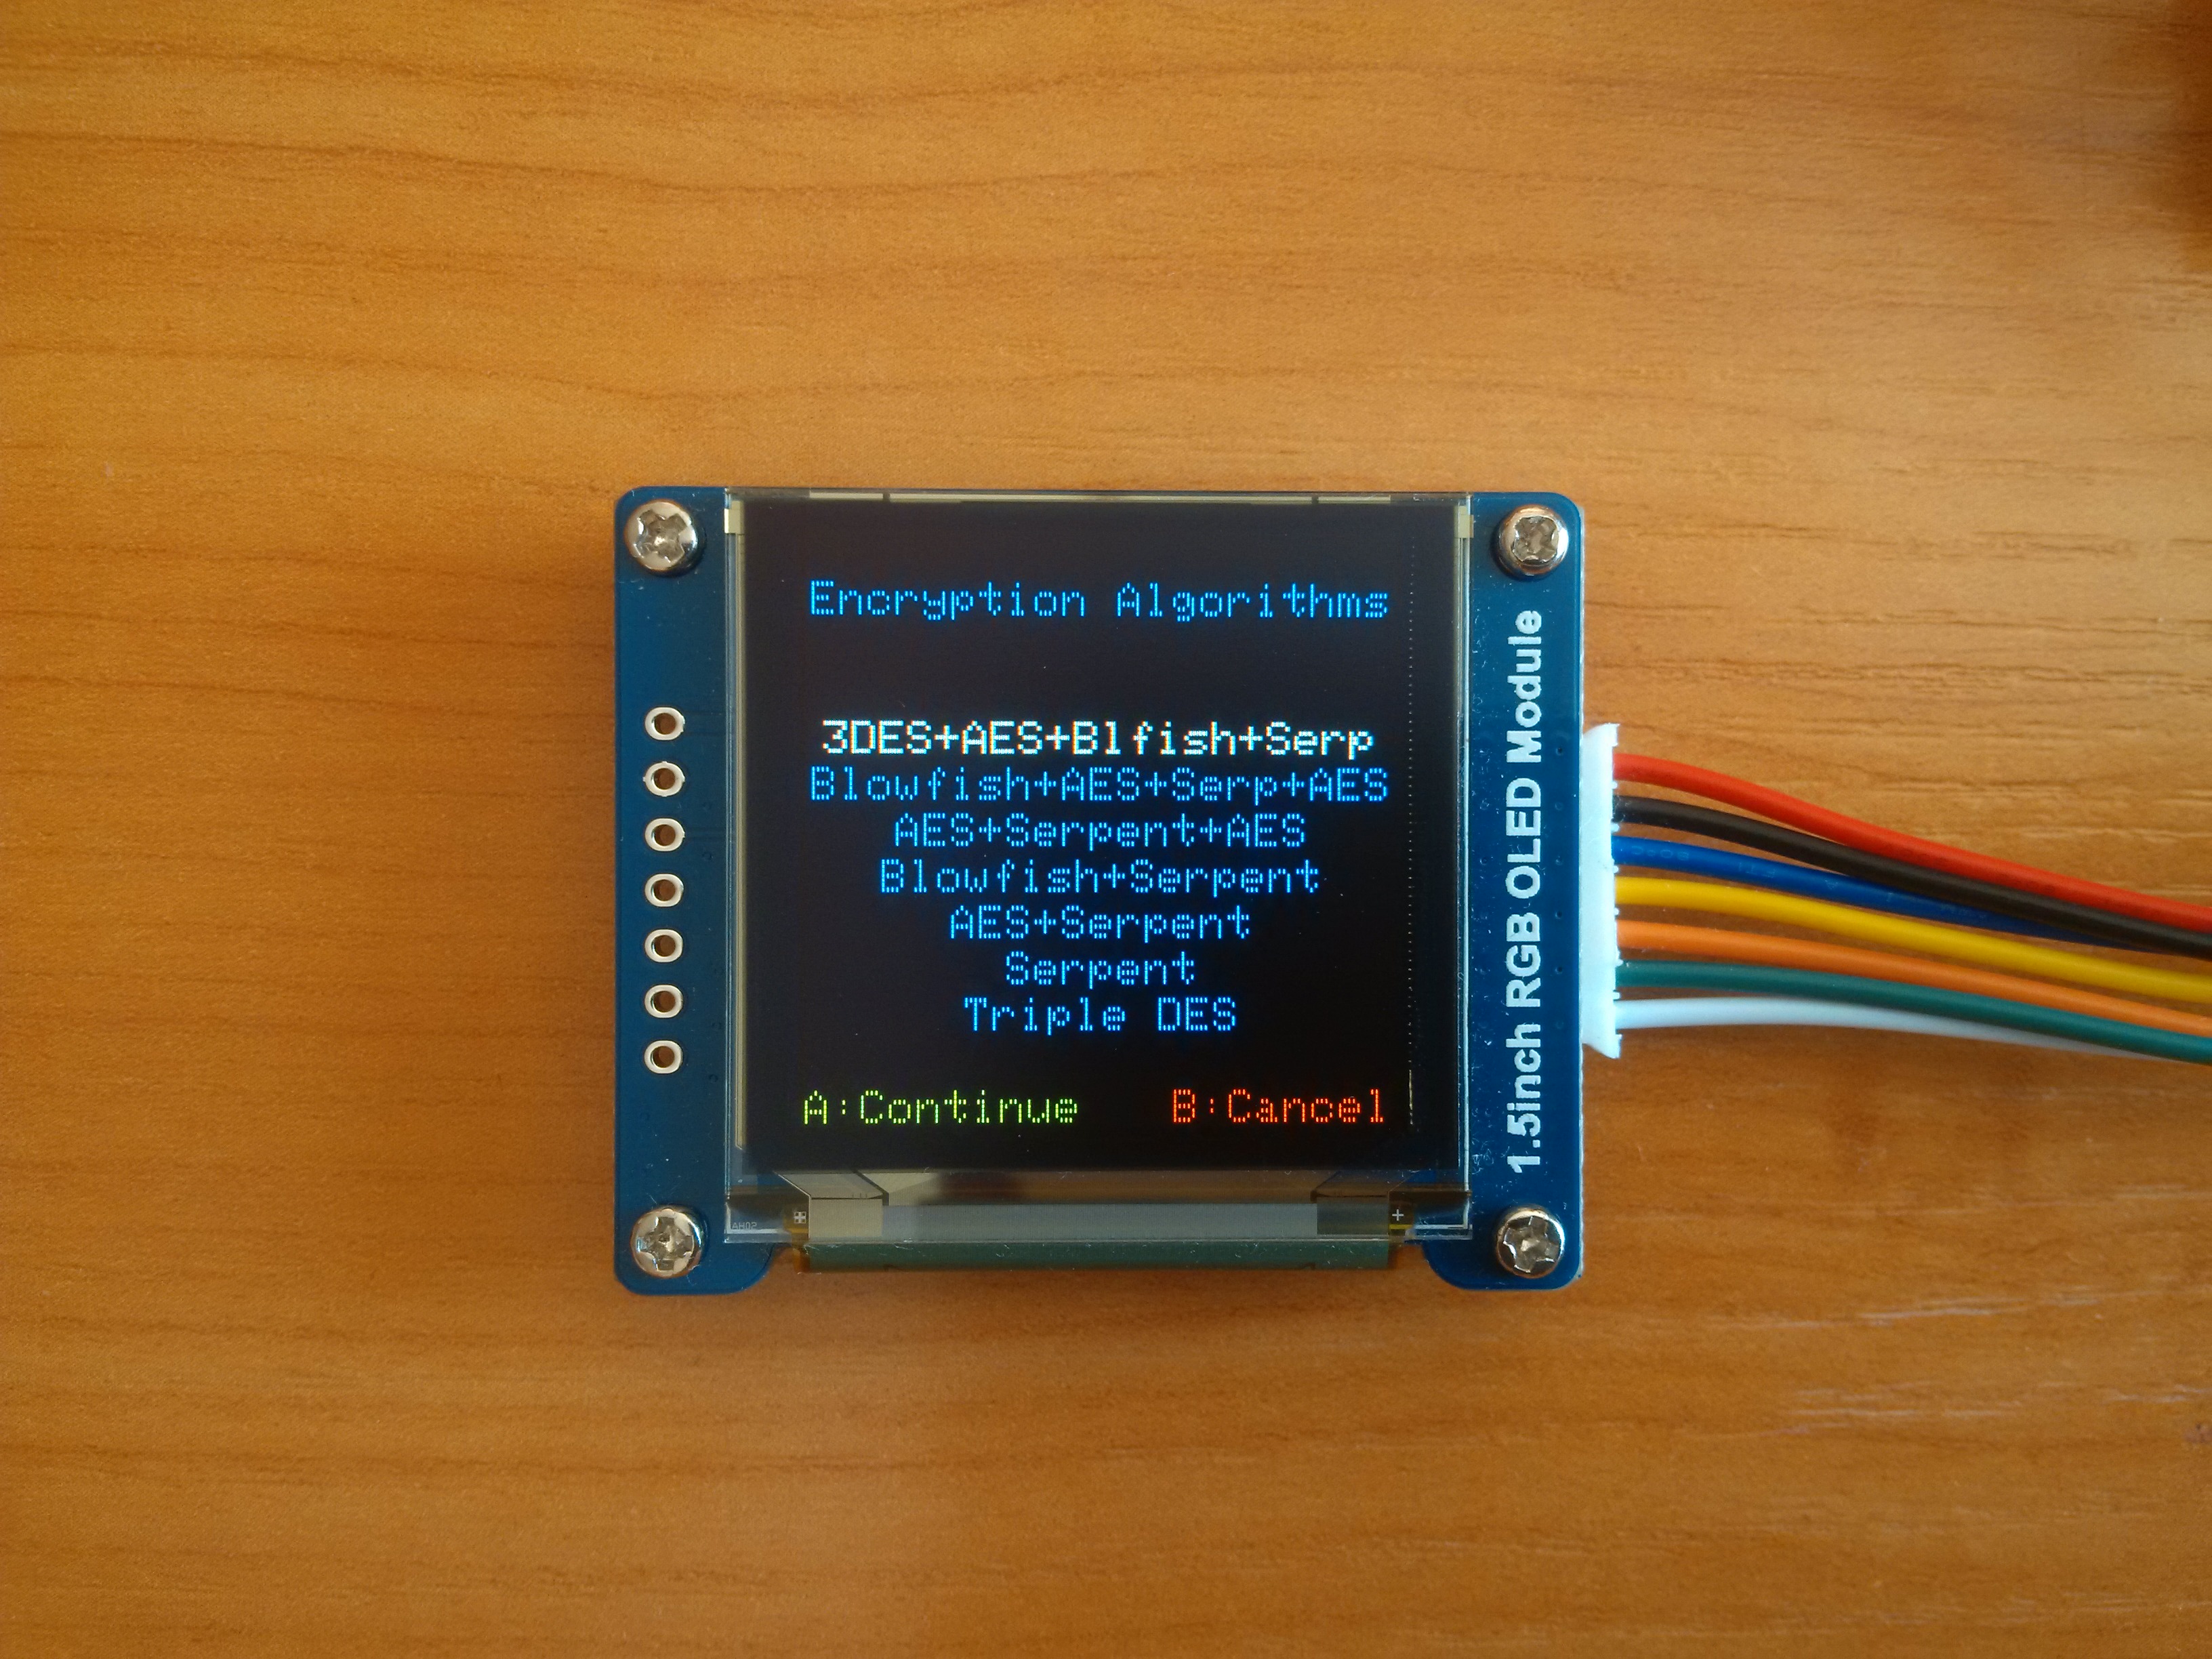 Encryption Algorithms
3DES+AES+Blfish+Serp
Blowfish+AES+Serp+AES
AES+Serpent+AES
Blowfish+Serpent
AES+Serpent
Serpent
Triple DES
A:Continue B:Cancel
1.5inch RGB OLED Module